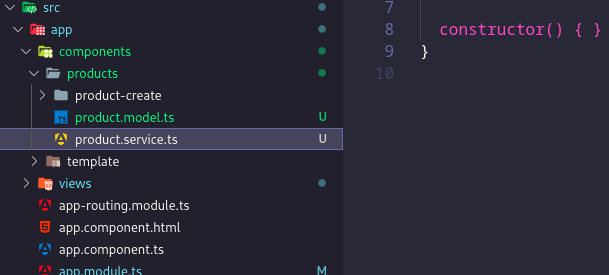 src
app
components
products
product-create
product.model.ts U
product.service.ts U
template
views
app-routing.module.ts
app.component.html
app.component.ts
app.module.ts M
7
8 constructor() { }
9 }
10